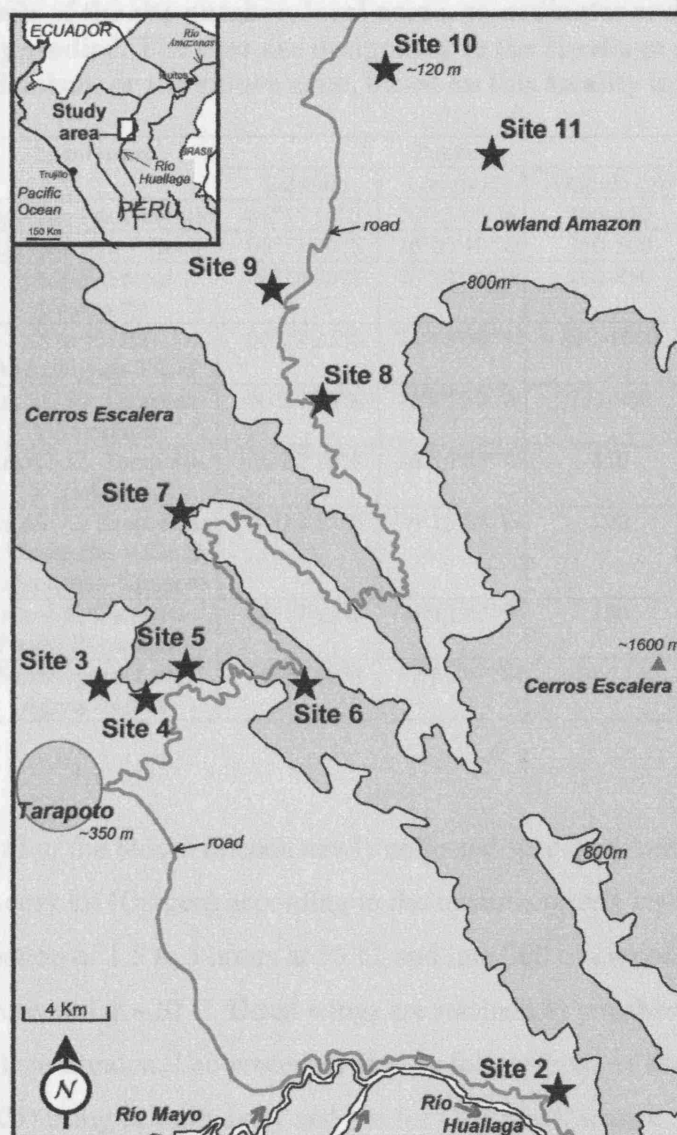 ECUADOR
Río
Amazonas
Iquitos
Study
area
BRASIL
Trujillo
Río
Huallaga
Pacific
Ocean
PERU
150 Km
Site 10
~120 m
Site 11
road
Lowland Amazon
Site 9
800m
Site 8
Cerros Escalera
Site 7
Site 5
Site 3
~1600 m
Cerros Escalera
Site 4
Site 6
Tarapoto
~350 m
road
800m
4 Km
N
Site 2
Río Mayo
Río
Huallaga